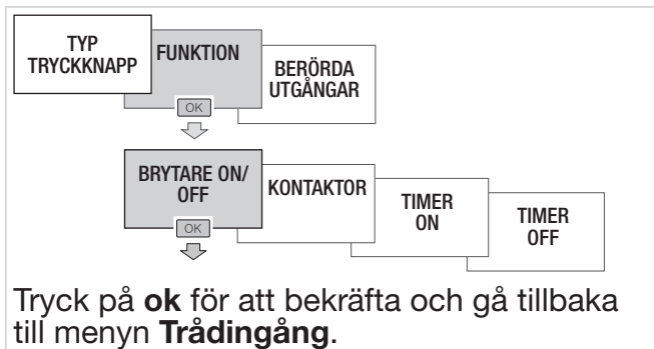 TYP
TRYCKKNAPP
FUNKTION
BERÖRDA
UTGÅNGAR
OK
BRYTARE ON/
OFF
KONTAKTOR
TIMER
ON
TIMER
OFF
OK
Tryck på ok för att bekräfta och gå tillbaka
till menyn Trådingång.